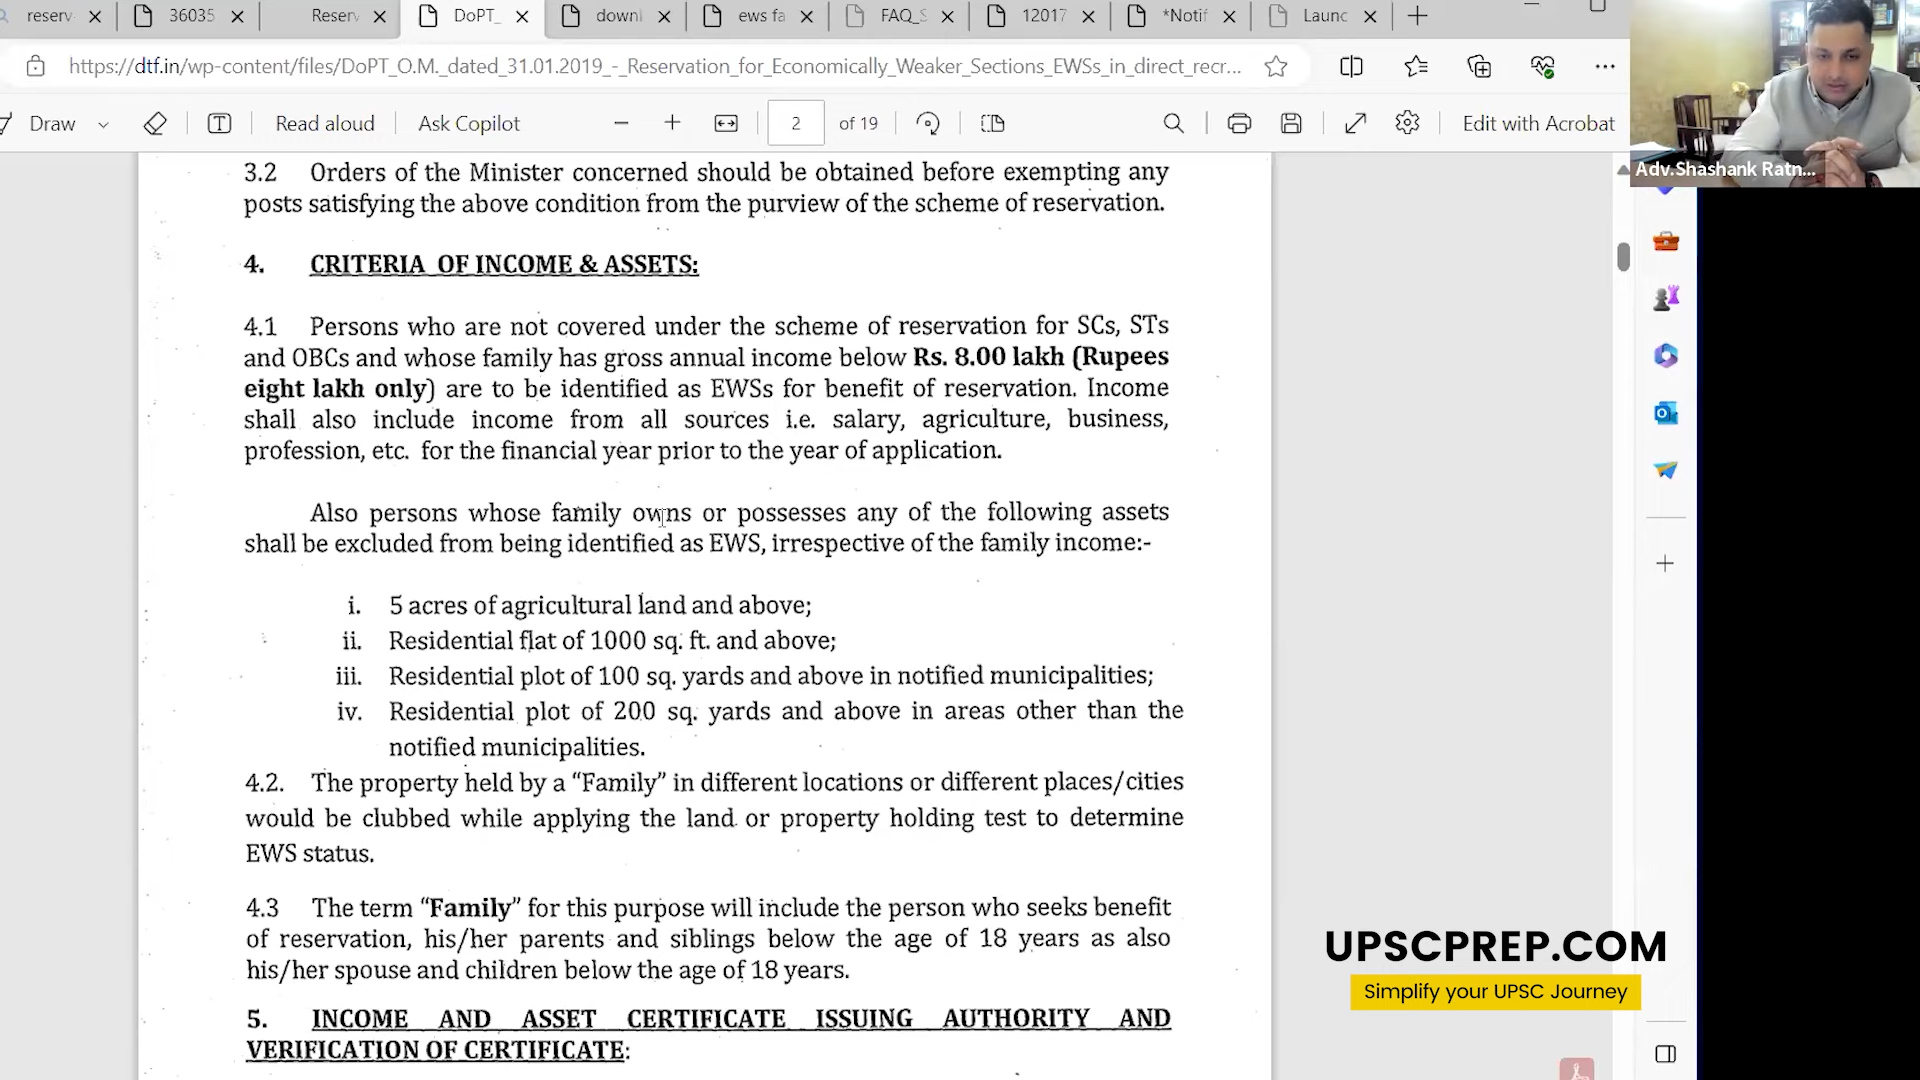 reserv
36035
Reserv
DoPT_
downl
ews fa
FAQ_S
12017
*Notif
Launc
https://dtf.in/wp-content/files/DoPT_O.M._dated_31.01.2019_-_Reservation_for_Economically_Weaker_Sections_EWSs_in_direct_recr...
Draw
Read aloud
Ask Copilot
2 of 19
Edit with Acrobat
Adv.Shashank Ratn...
3.2 Orders of the Minister concerned should be obtained before exempting any
posts satisfying the above condition from the purview of the scheme of reservation.
4. CRITERIA OF INCOME & ASSETS:
4.1 Persons who are not covered under the scheme of reservation for SCs, STs
and OBCs and whose family has gross annual income below Rs. 8.00 lakh (Rupees
eight lakh only) are to be identified as EWSs for benefit of reservation. Income
shall also include income from all sources i.e. salary, agriculture, business,
profession, etc. for the financial year prior to the year of application.
Also persons whose family owns or possesses any of the following assets
shall be excluded from being identified as EWS, irrespective of the family income:-
i. 5 acres of agricultural land and above;
ii. Residential flat of 1000 sq. ft. and above;
iii. Residential plot of 100 sq. yards and above in notified municipalities;
iv. Residential plot of 200 sq. yards and above in areas other than the
notified municipalities.
4.2. The property held by a “Family” in different locations or different places/cities
would be clubbed while applying the land or property holding test to determine
EWS status.
4.3 The term “Family” for this purpose will include the person who seeks benefit
of reservation, his/her parents and siblings below the age of 18 years as also
his/her spouse and children below the age of 18 years.
5. INCOME AND ASSET CERTIFICATE ISSUING AUTHORITY AND
VERIFICATION OF CERTIFICATE:
UPSCPREP.COM
Simplify your UPSC Journey